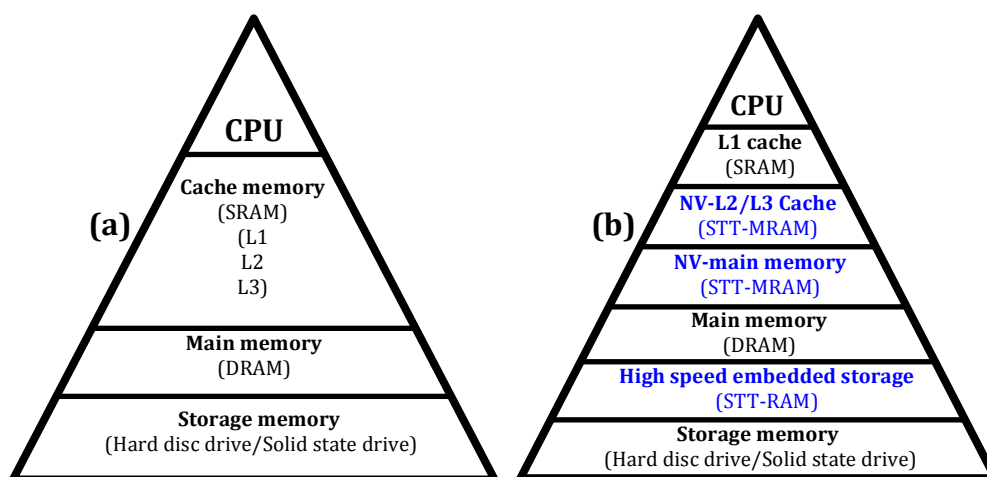 (a)
CPU
Cache memory
(SRAM)
(L1
L2
L3)
Main memory
(DRAM)
Storage memory
(Hard disc drive/Solid state drive)
(b)
CPU
L1 cache
(SRAM)
NV-L2/L3 Cache
(STT-MRAM)
NV-main memory
(STT-MRAM)
Main memory
(DRAM)
High speed embedded storage
(STT-RAM)
Storage memory
(Hard disc drive/Solid state drive)